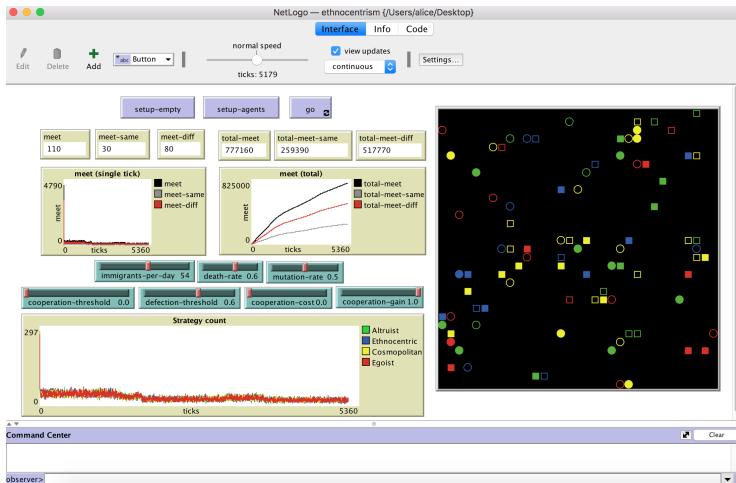 NetLogo — ethnocentrism {/Users/alice/Desktop}
Interface Info Code
Edit Delete Add abc Button normal speed ticks: 5179 view updates continuous Settings...
setup-empty setup-agents go
meet meet-same meet-diff total-meet total-meet-same total-meet-diff
110 30 80 777160 259390 517770
meet (single tick) meet (total)
4790 meet 0 0 ticks 5360
meet
meet-same
meet-diff
825000 meet 0 0 ticks 5360
total-meet
total-meet-same
total-meet-diff
immigrants-per-day 54 death-rate 0.6 mutation-rate 0.5
cooperation-threshold 0.0 defection-threshold 0.6 cooperation-cost 0.0 cooperation-gain 1.0
Strategy count
297
0
0 ticks 5360
Altruist
Ethnocentric
Cosmopolitan
Egoist
Command Center Clear
observer>